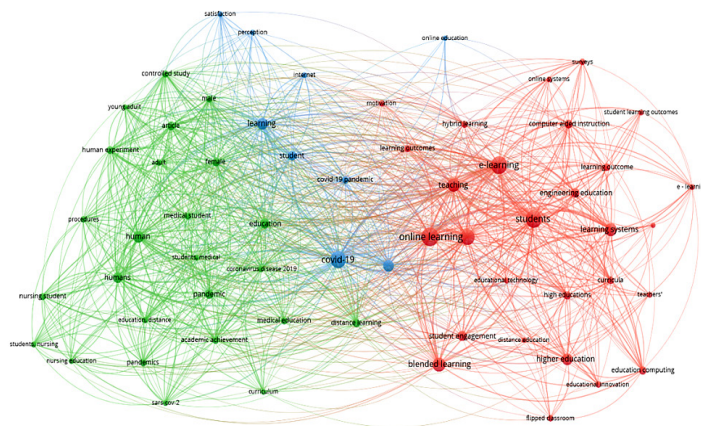 satisfaction
perception
online education
surveys
controlled study
internet
online systems
male
motivation
young adult
student learning outcomes
article
learning
hybrid learning
computer aided instruction
human experiment
learning outcomes
adult
female
student
e-learning
learning outcome
covid-19 pandemic
teaching
engineering education
e - learni
procedures
medical student
education
students
human
online learning
learning systems
students, medical
covid-19
coronavirus disease 2019
humans
educational technology
curricula
nursing student
pandemic
high educations
teachers'
education, distance
medical education
distance learning
students, nursing
academic achievement
student engagement
distance education
nursing education
pandemics
blended learning
higher education
education computing
educational innovation
curriculum
sars-cov-2
flipped classroom